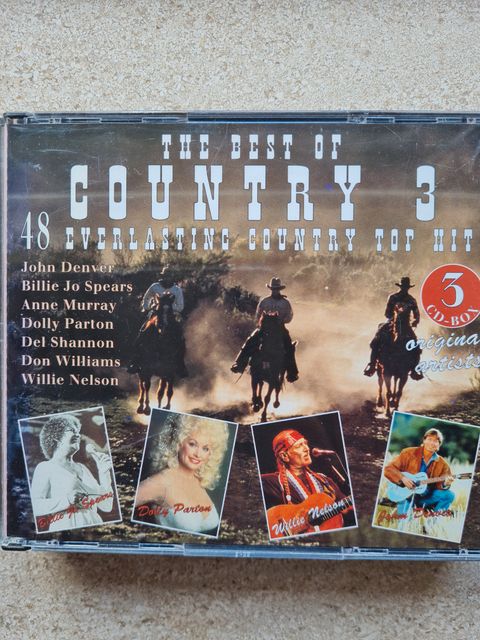 THE BEST OF
COUNTRY 3
48 EVERLASTING COUNTRY TOP HIT
John Denver
Billie Jo Spears
Anne Murray
Dolly Parton
Del Shannon
Don Williams
Willie Nelson
3
CD-BOX
original
artists
Billie Jo Spears
Dolly Parton
Willie Nelson
John Denver